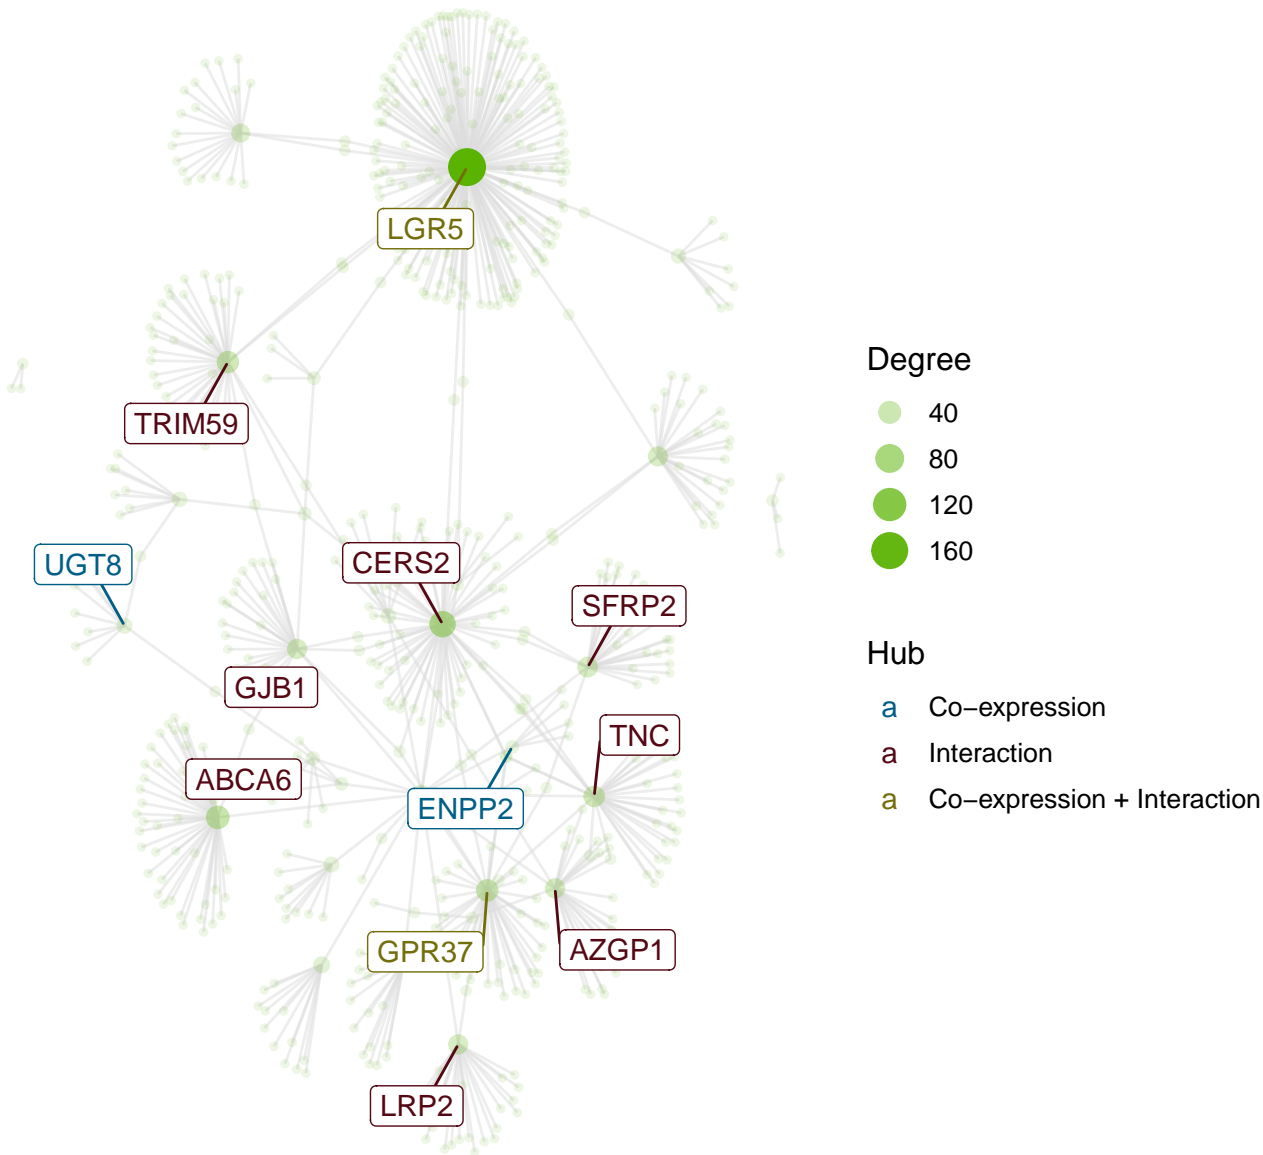 LGR5
TRIM59
UGT8
CERS2
SFRP2
GJB1
TNC
ABCA6
ENPP2
GPR37
AZGP1
LRP2
Degree
40
80
120
160
Hub
a Co−expression
a Interaction
a Co−expression + Interaction